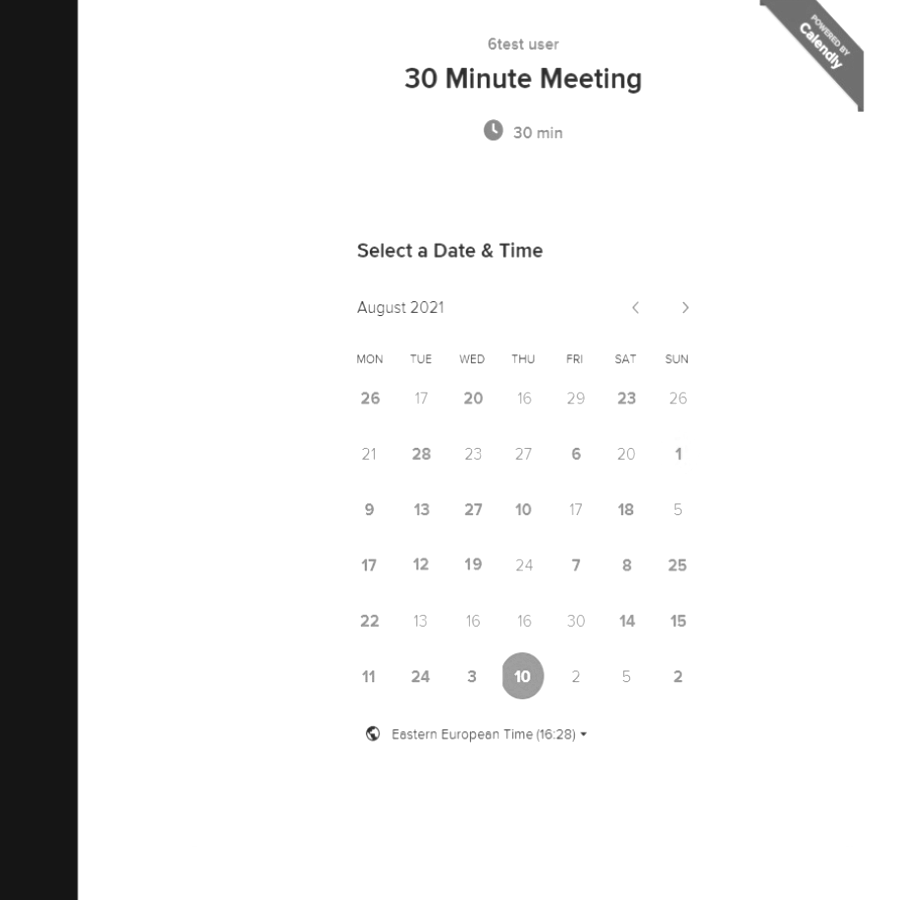 POWERED BY
Calendly
6test user
30 Minute Meeting
30 min
Select a Date & Time
August 2021
MON TUE WED THU FRI SAT SUN
26 17 20 16 29 23 26
21 28 23 27 6 20 1
9 13 27 10 17 18 5
17 12 19 24 7 8 25
22 13 16 16 30 14 15
11 24 3 10 2 5 2
Eastern European Time (16:28)